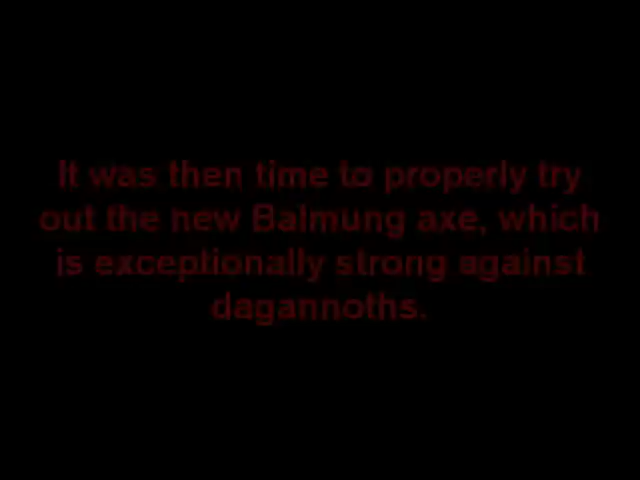 It was then time to properly try
out the new Balmung axe, which
is exceptionally strong against
dagannoths.